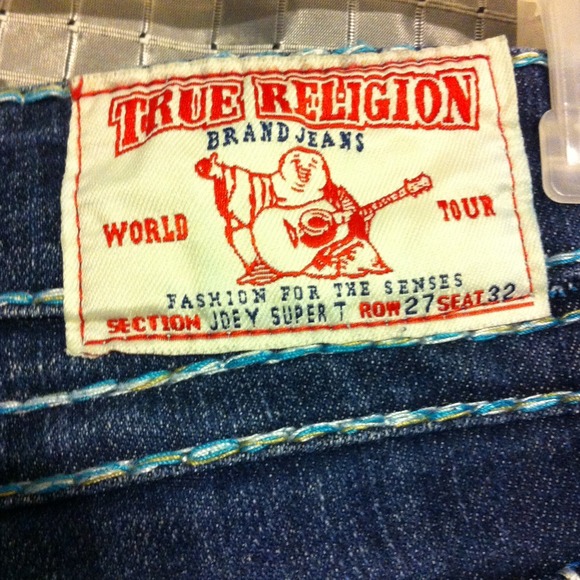 TRUE RELIGION
BRAND JEANS
WORLD TOUR
FASHION FOR THE SENSES
SECTION JOEY SUPER T ROW 27 SEAT 32